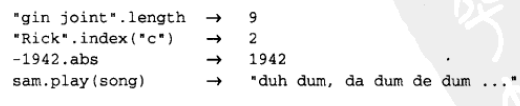 "gin joint".length → 9
"Rick".index("c") → 2
-1942.abs → 1942
sam.play(song) → "duh dum, da dum de dum ..."